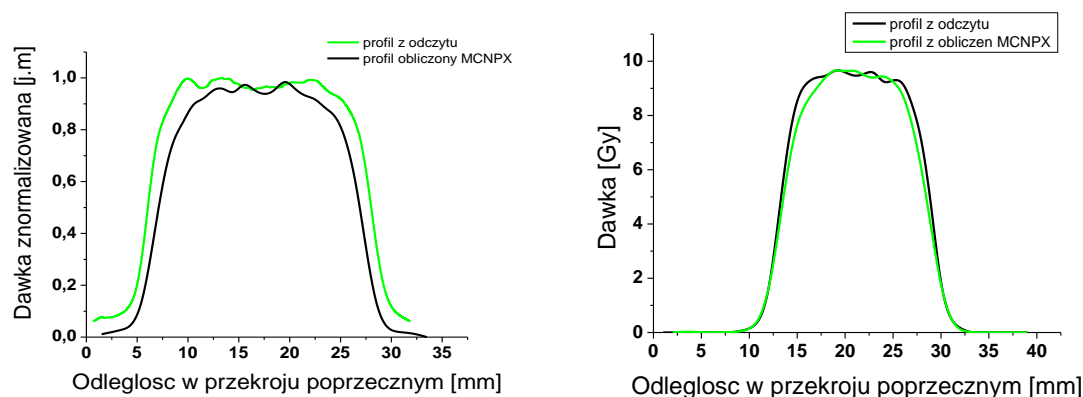 profil z odczytu
profil obliczony MCNPX
Dawka znormalizowana [j.m]
1,0
0,8
0,6
0,4
0,2
0,0
0 5 10 15 20 25 30 35
Odleglosc w przekroju poprzecznym [mm]
profil z odczytu
profil z obliczen MCNPX
Dawka [Gy]
10
8
6
4
2
0
0 5 10 15 20 25 30 35 40
Odleglosc w przekroju poprzecznym [mm]